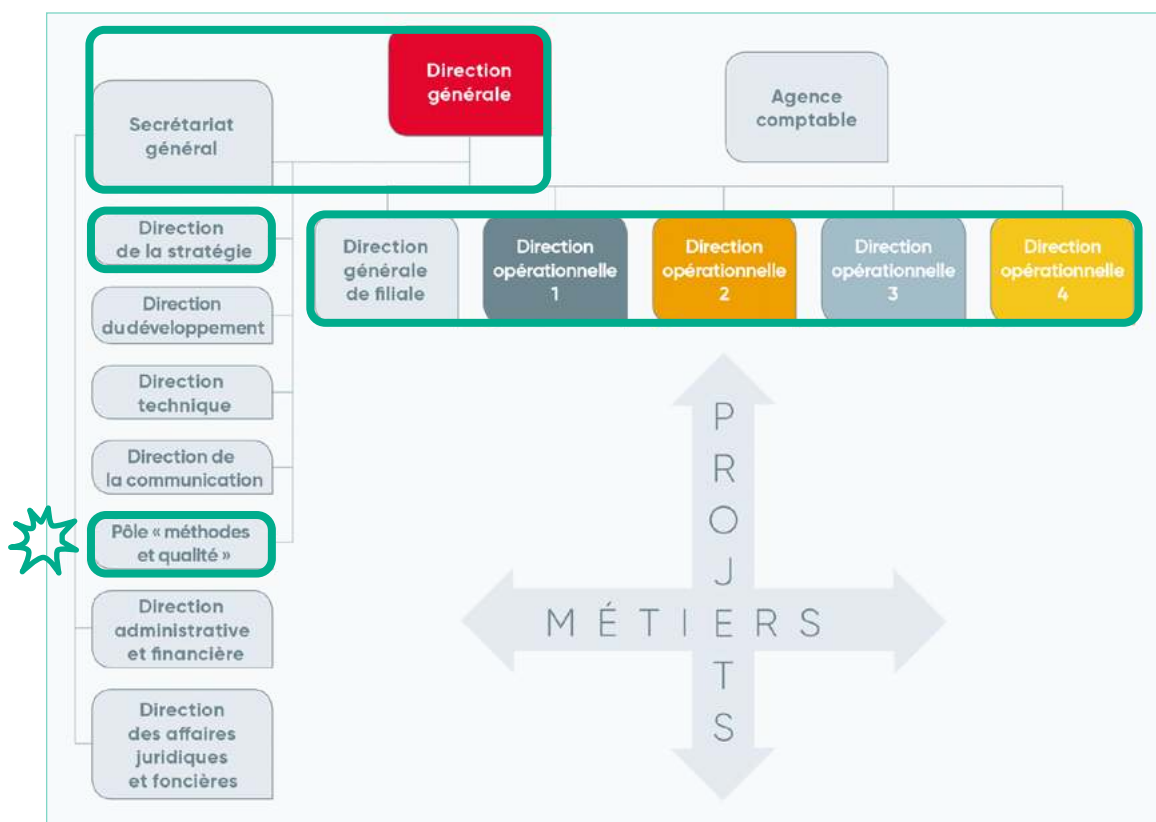 Direction
générale
Agence
comptable
Secrétariat
général
Direction
de la stratégie
Direction
générale
de filiale
Direction
opérationnelle
1
Direction
opérationnelle
2
Direction
opérationnelle
3
Direction
opérationnelle
4
Direction
du développement
Direction
technique
Direction de
la communication
Pôle « méthodes
et qualité »
Direction
administrative
et financière
Direction
des affaires
juridiques
et foncières
PROJETS
MÉTIERS